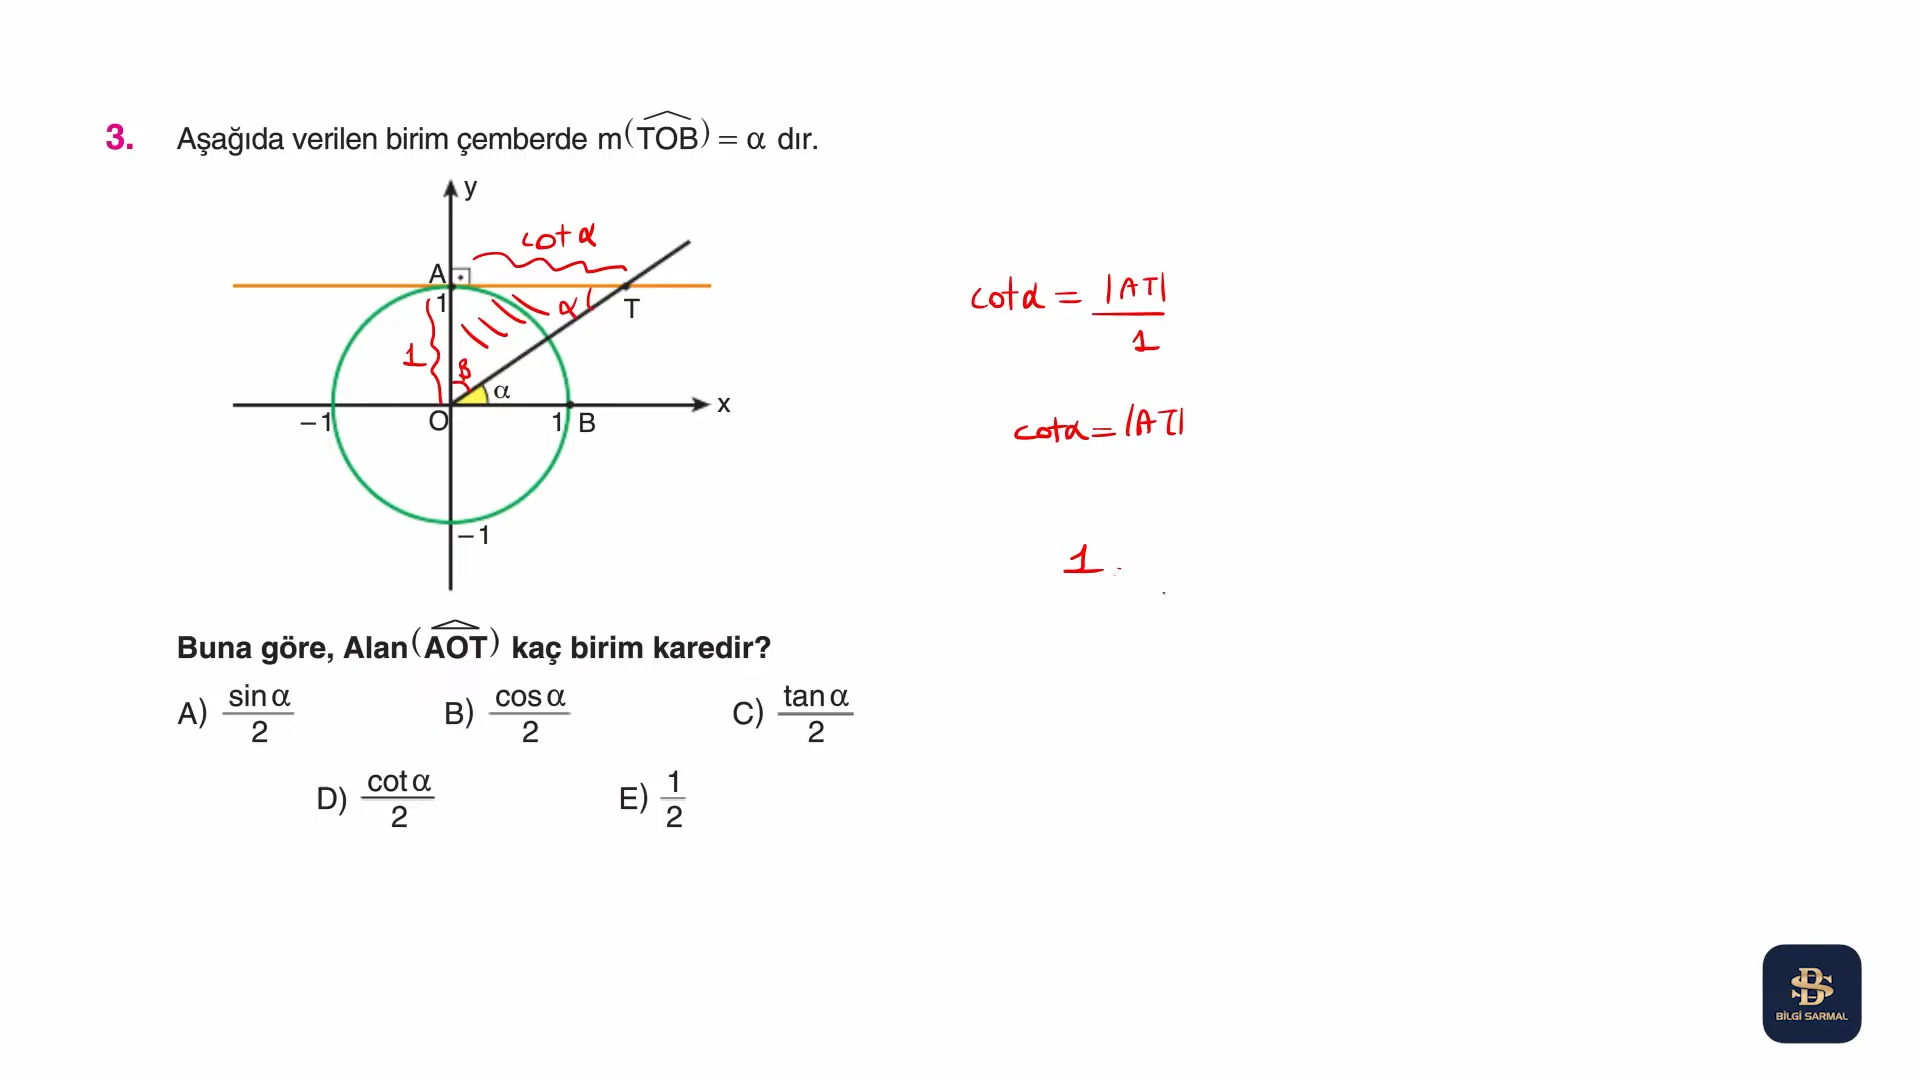 3. Aşağıda verilen birim çemberde m(TOB) = α dır.
y
cot α
A
1
α
T
1
β
α
x
−1
O
1
B
−1
cotα = |AT| / 1
cotα = |AT|
1 .
Buna göre, Alan(AOT) kaç birim karedir?
A) sin α / 2 B) cos α / 2 C) tan α / 2
D) cot α / 2 E) 1 / 2
BİLGİ SARMAL